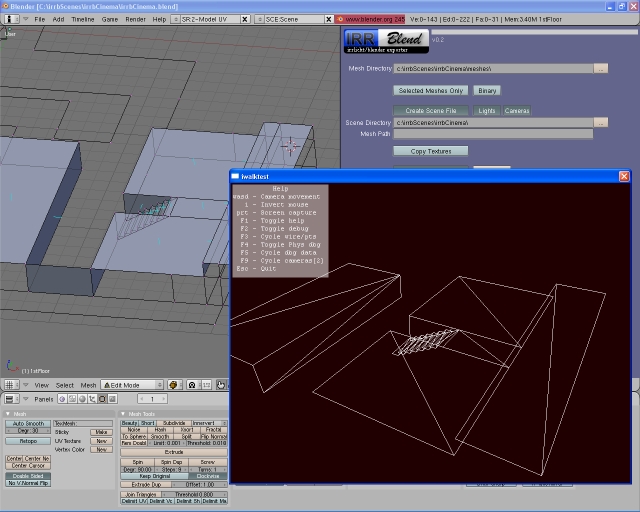 Blender [C:\irrbScenes\irrbCinema\irrbCinema.blend]
File Add Timeline Game Render Help SR:2-Model UV SCE:Scene www.blender.org 245 Ve:0-143 | Ed:0-222 | Fa:0-31 | Mem:3.40M 1stFloor
User
IRR Blend
irrlicht/blender exporter
v0.2
Mesh Directory c:\irrbScenes\irrbCinema\meshes\ ...
Selected Meshes Only Binary
Create Scene File Lights Cameras
Scene Directory c:\irrbScenes\irrbCinema\ ...
Mesh Path
Copy Textures
iwalktest
Help
wasd - Camera movement
i - Invert mouse
prt - Screen capture
F1 - Toggle help
F2 - Toggle debug
F3 - Cycle wire/pts
F4 - Toggle Phys dbg
F5 - Cycle dbg data
F9 - Cycle cameras[2]
Esc - Quit
(1) 1stFloor
View Select Mesh Edit Mode
Panels 1
Mesh
Auto Smooth
Degr: 30
Retopo
Center Center Ne
Center Cursor
Double Sided
No V.Normal Flip
TexMesh:
Sticky Make
UV Texture New
Vertex Color New
Mesh Tools
Beauty Short Subdivide Innervert
Noise Hash Xsort Fractal
To Sphere Smooth Split Flip Normal
Rem Doubl Limit: 0.001 Threshold: 0.010
Extrude
Spin Spin Dup Screw
Degr: 90.00 Steps: 9 Turns: 1
Keep Original Clockwise
Extrude Dup Offset: 1.00
Join Triangles Threshold 0.800
Delimit UV Delimit Vc Delimit Sh Delimit Ma